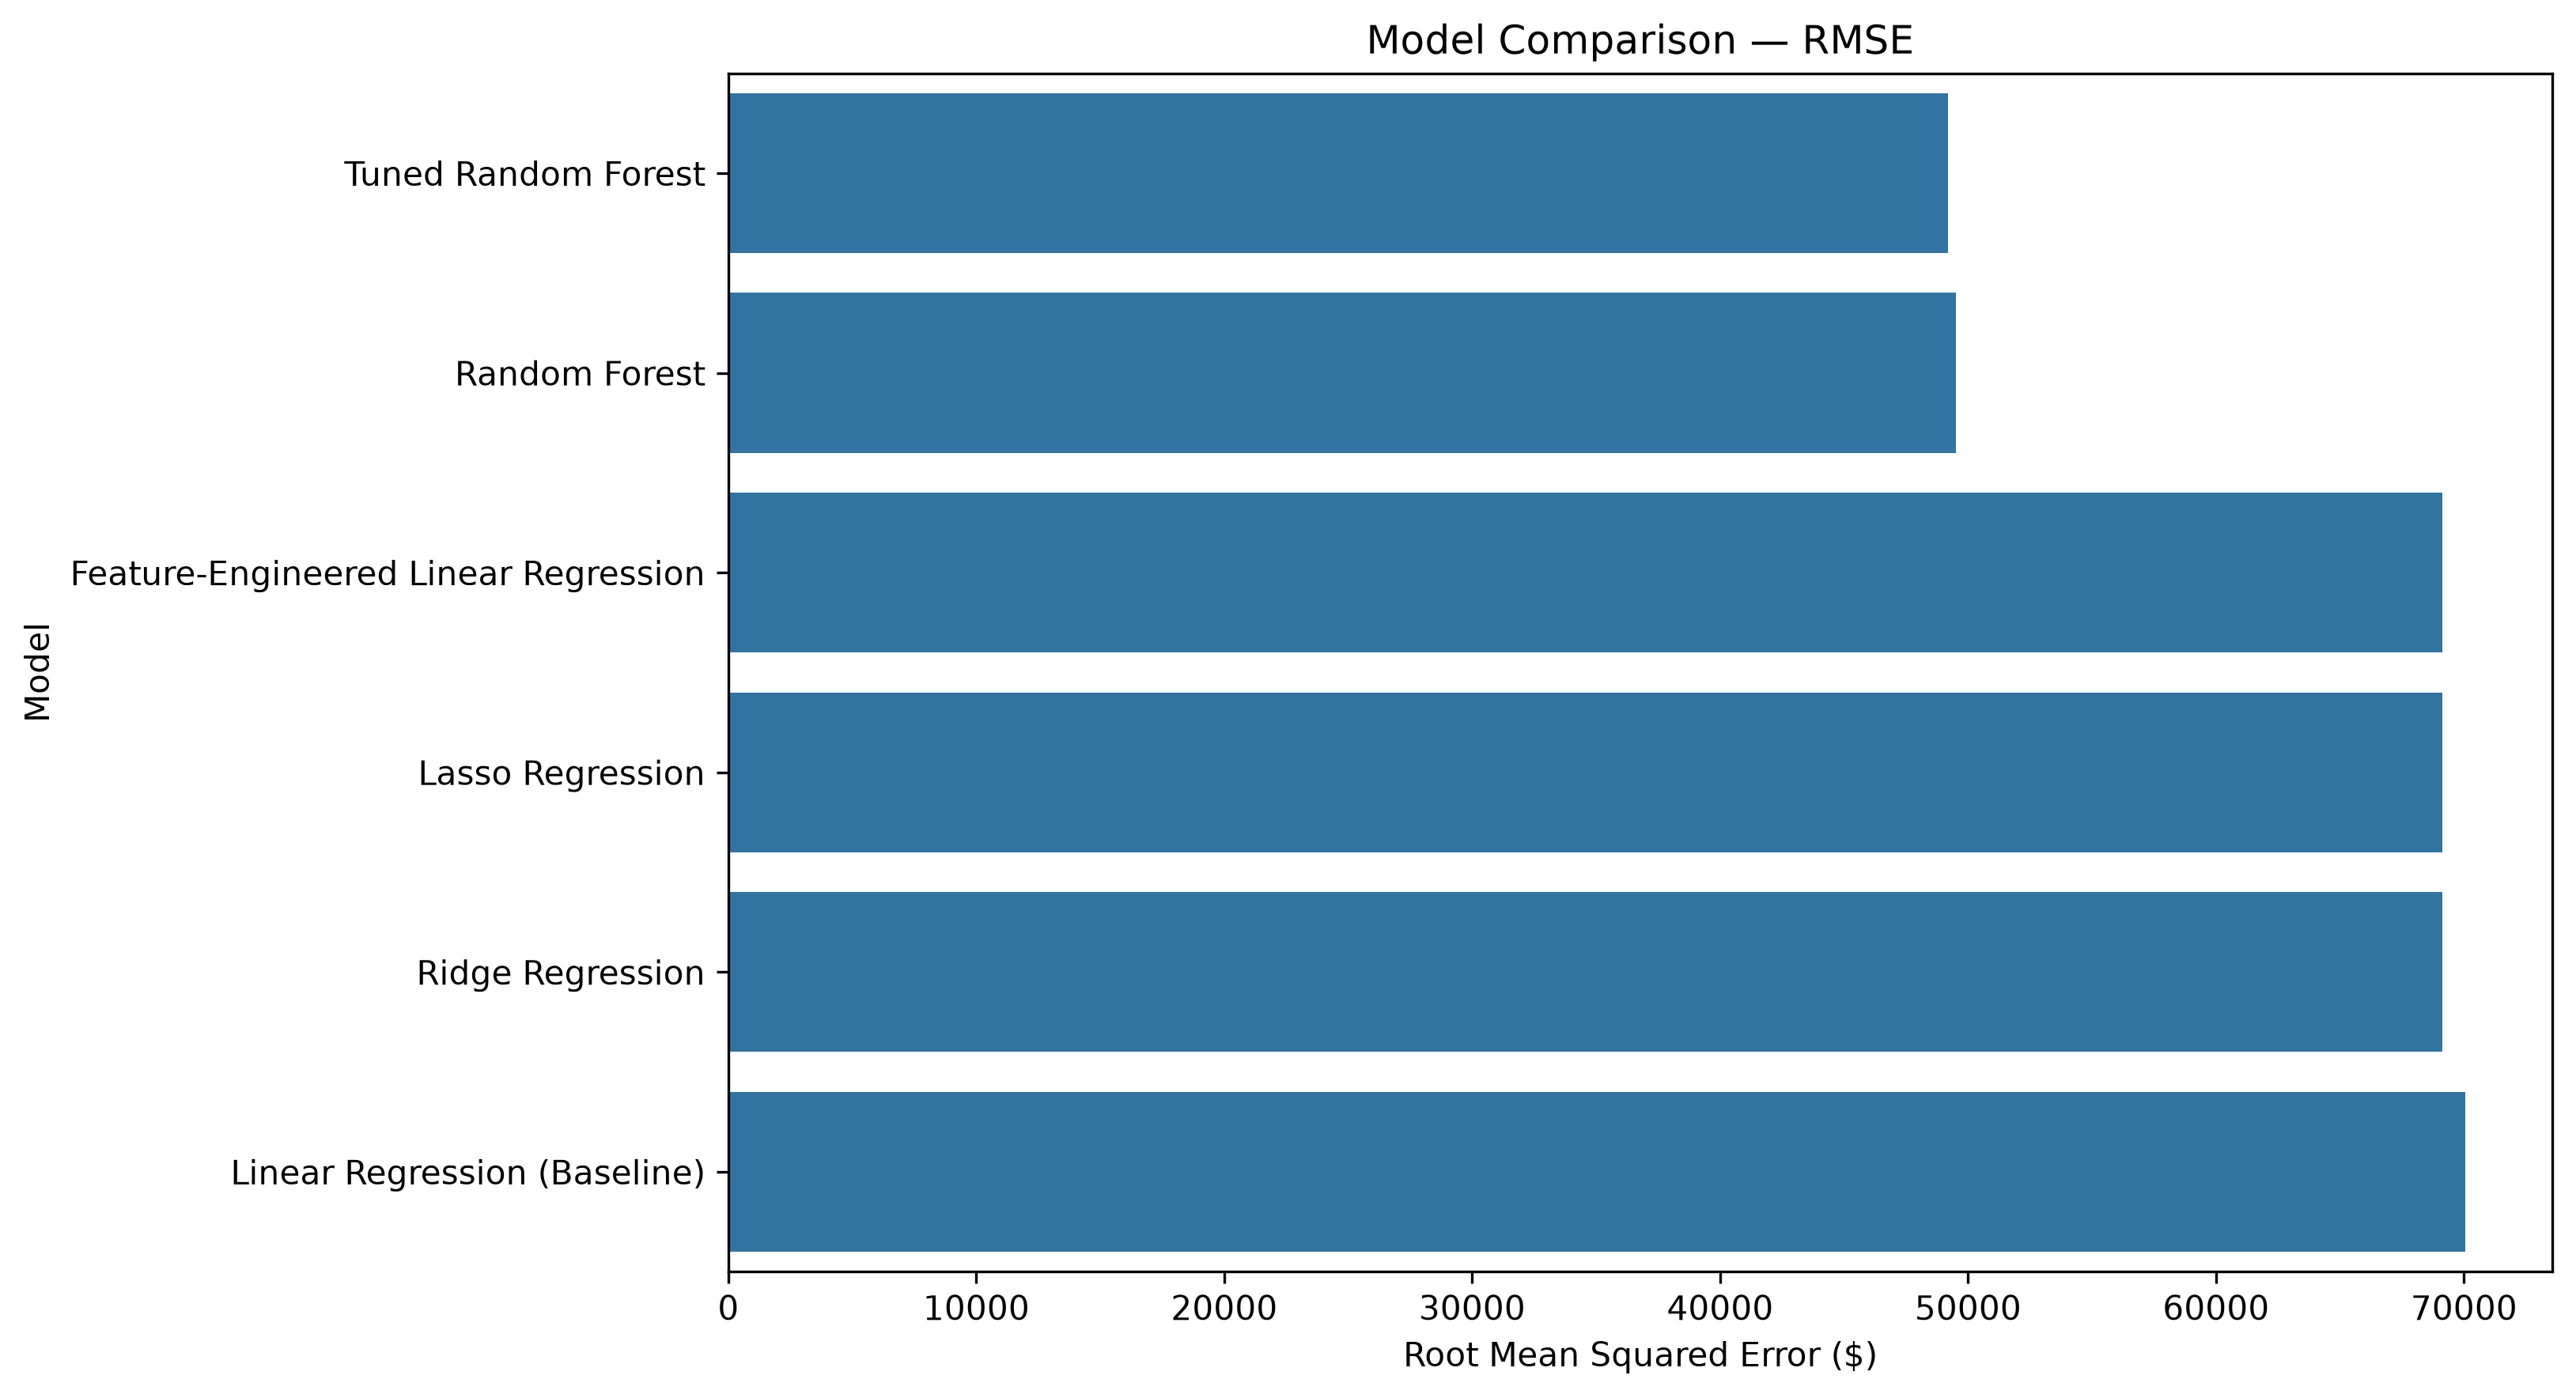 Model Comparison — RMSE
Tuned Random Forest
Random Forest
Feature-Engineered Linear Regression
Lasso Regression
Ridge Regression
Linear Regression (Baseline)
Model
0 10000 20000 30000 40000 50000 60000 70000
Root Mean Squared Error ($)